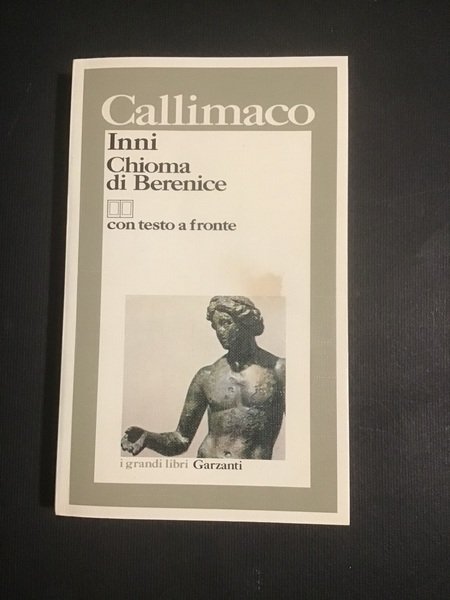 Callimaco
Inni
Chioma
di Berenice
con testo a fronte
i grandi libri Garzanti